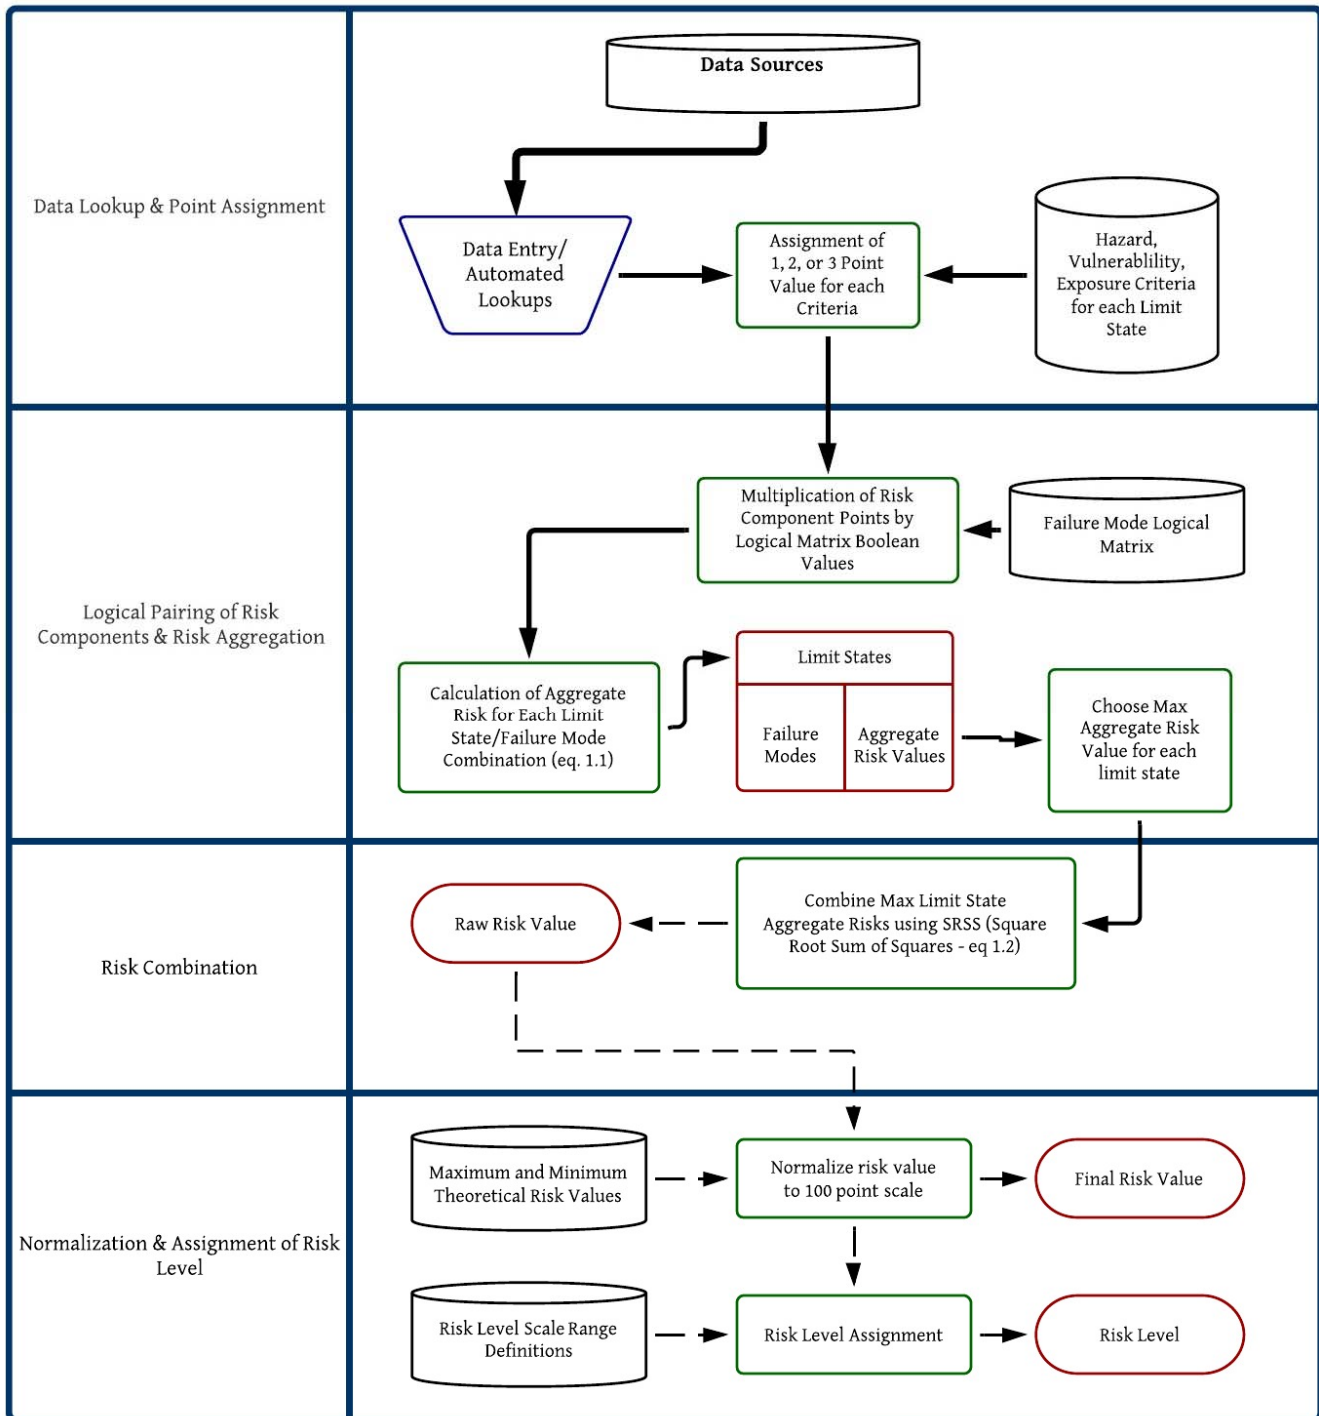 Data Sources
Data Lookup & Point Assignment
Data Entry/
Automated
Lookups
Assignment of
1, 2, or 3 Point
Value for each
Criteria
Hazard,
Vulnerablility,
Exposure Criteria
for each Limit
State
Multiplication of Risk
Component Points by
Logical Matrix Boolean
Values
Failure Mode Logical
Matrix
Logical Pairing of Risk
Components & Risk Aggregation
Calculation of Aggregate
Risk for Each Limit
State/Failure Mode
Combination (eq. 1.1)
Limit States
Failure
Modes
Aggregate
Risk Values
Choose Max
Aggregate Risk
Value for each
limit state
Risk Combination
Raw Risk Value
Combine Max Limit State
Aggregate Risks using SRSS (Square
Root Sum of Squares - eq 1.2)
Normalization & Assignment of Risk
Level
Maximum and Minimum
Theoretical Risk Values
Normalize risk value
to 100 point scale
Final Risk Value
Risk Level Scale Range
Definitions
Risk Level Assignment
Risk Level